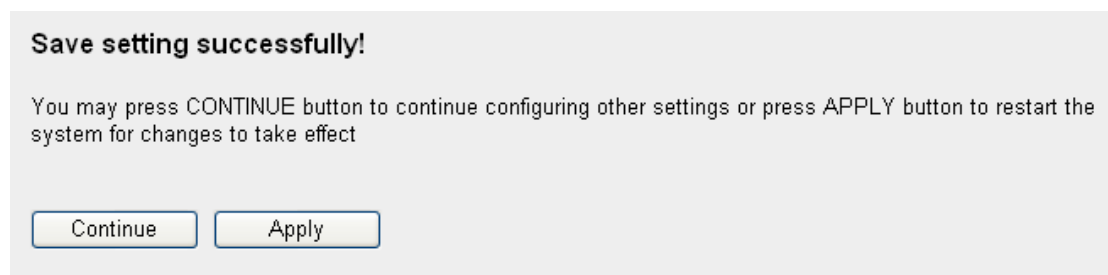 Save setting successfully!
You may press CONTINUE button to continue configuring other settings or press APPLY button to restart the
system for changes to take effect
Continue
Apply